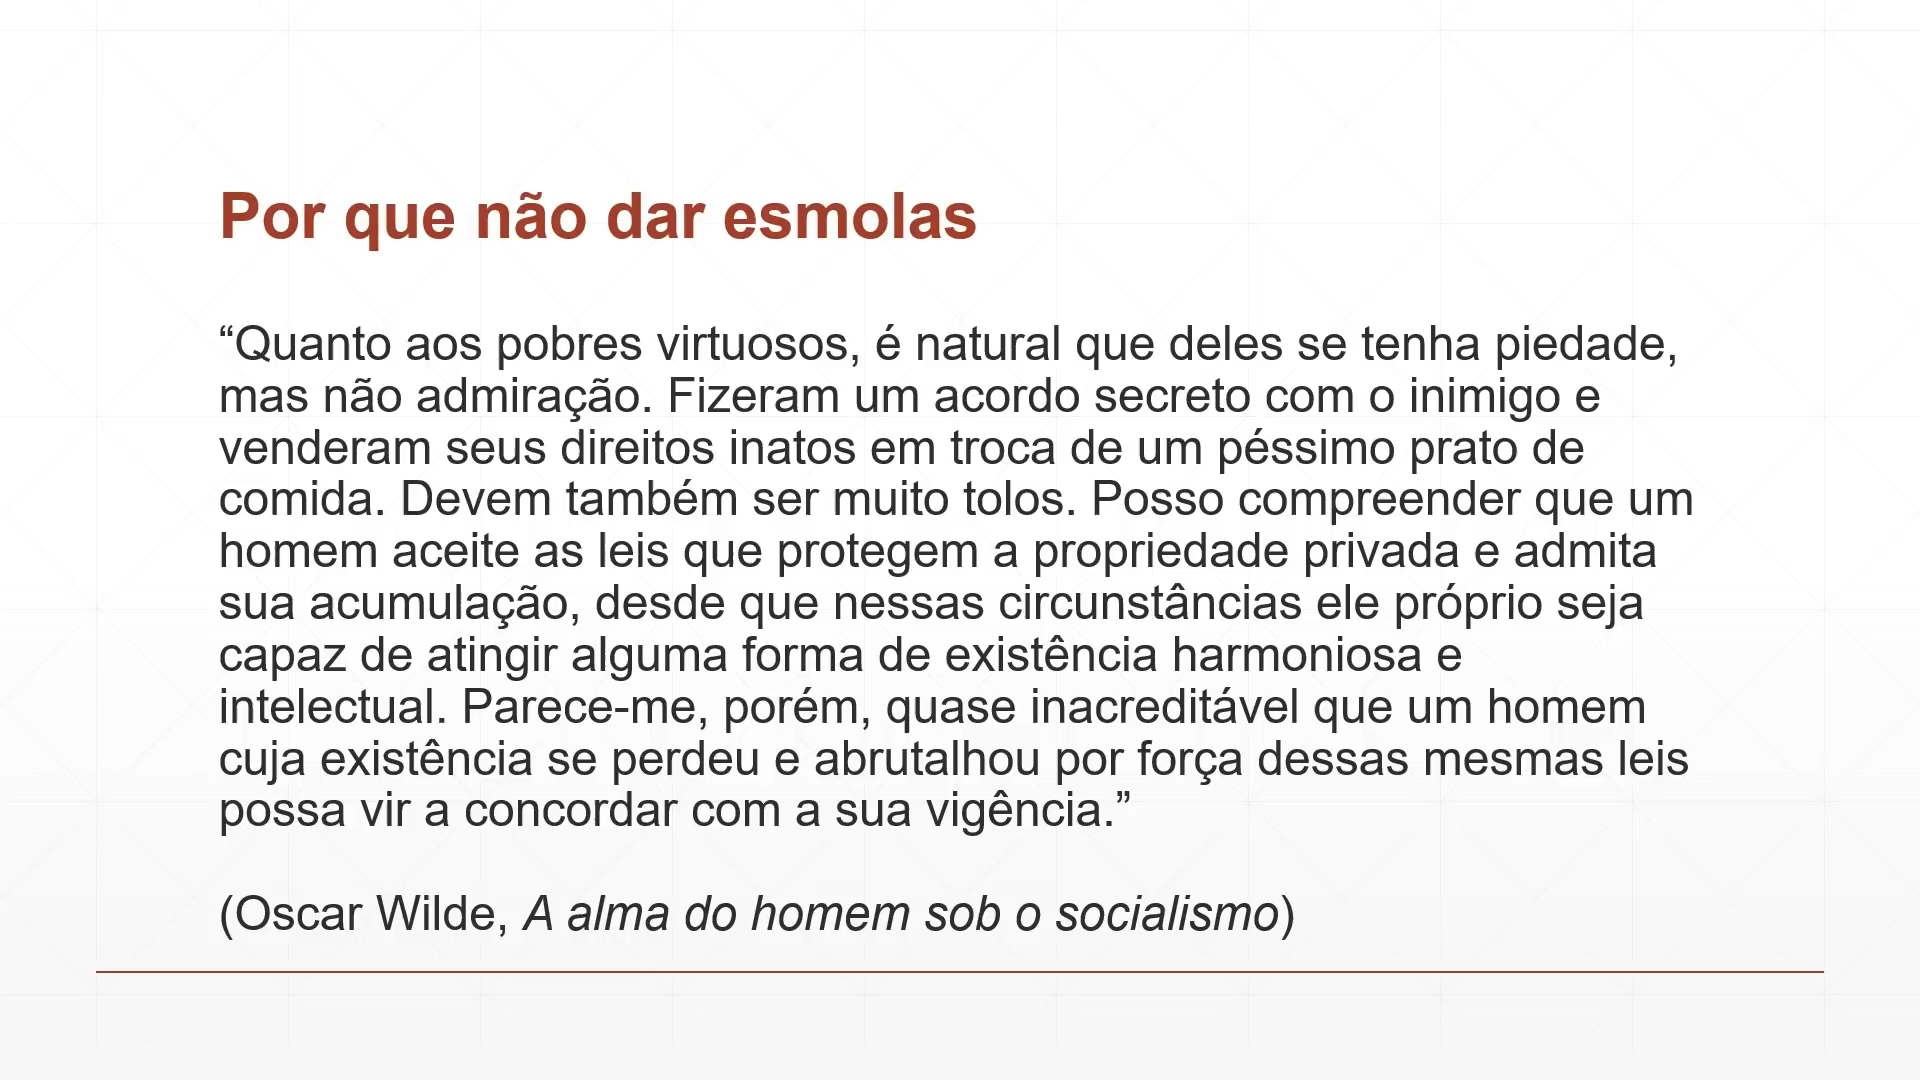 Por que não dar esmolas
“Quanto aos pobres virtuosos, é natural que deles se tenha piedade,
mas não admiração. Fizeram um acordo secreto com o inimigo e
venderam seus direitos inatos em troca de um péssimo prato de
comida. Devem também ser muito tolos. Posso compreender que um
homem aceite as leis que protegem a propriedade privada e admita
sua acumulação, desde que nessas circunstâncias ele próprio seja
capaz de atingir alguma forma de existência harmoniosa e
intelectual. Parece-me, porém, quase inacreditável que um homem
cuja existência se perdeu e abrutalhou por força dessas mesmas leis
possa vir a concordar com a sua vigência.”
(Oscar Wilde, A alma do homem sob o socialismo)